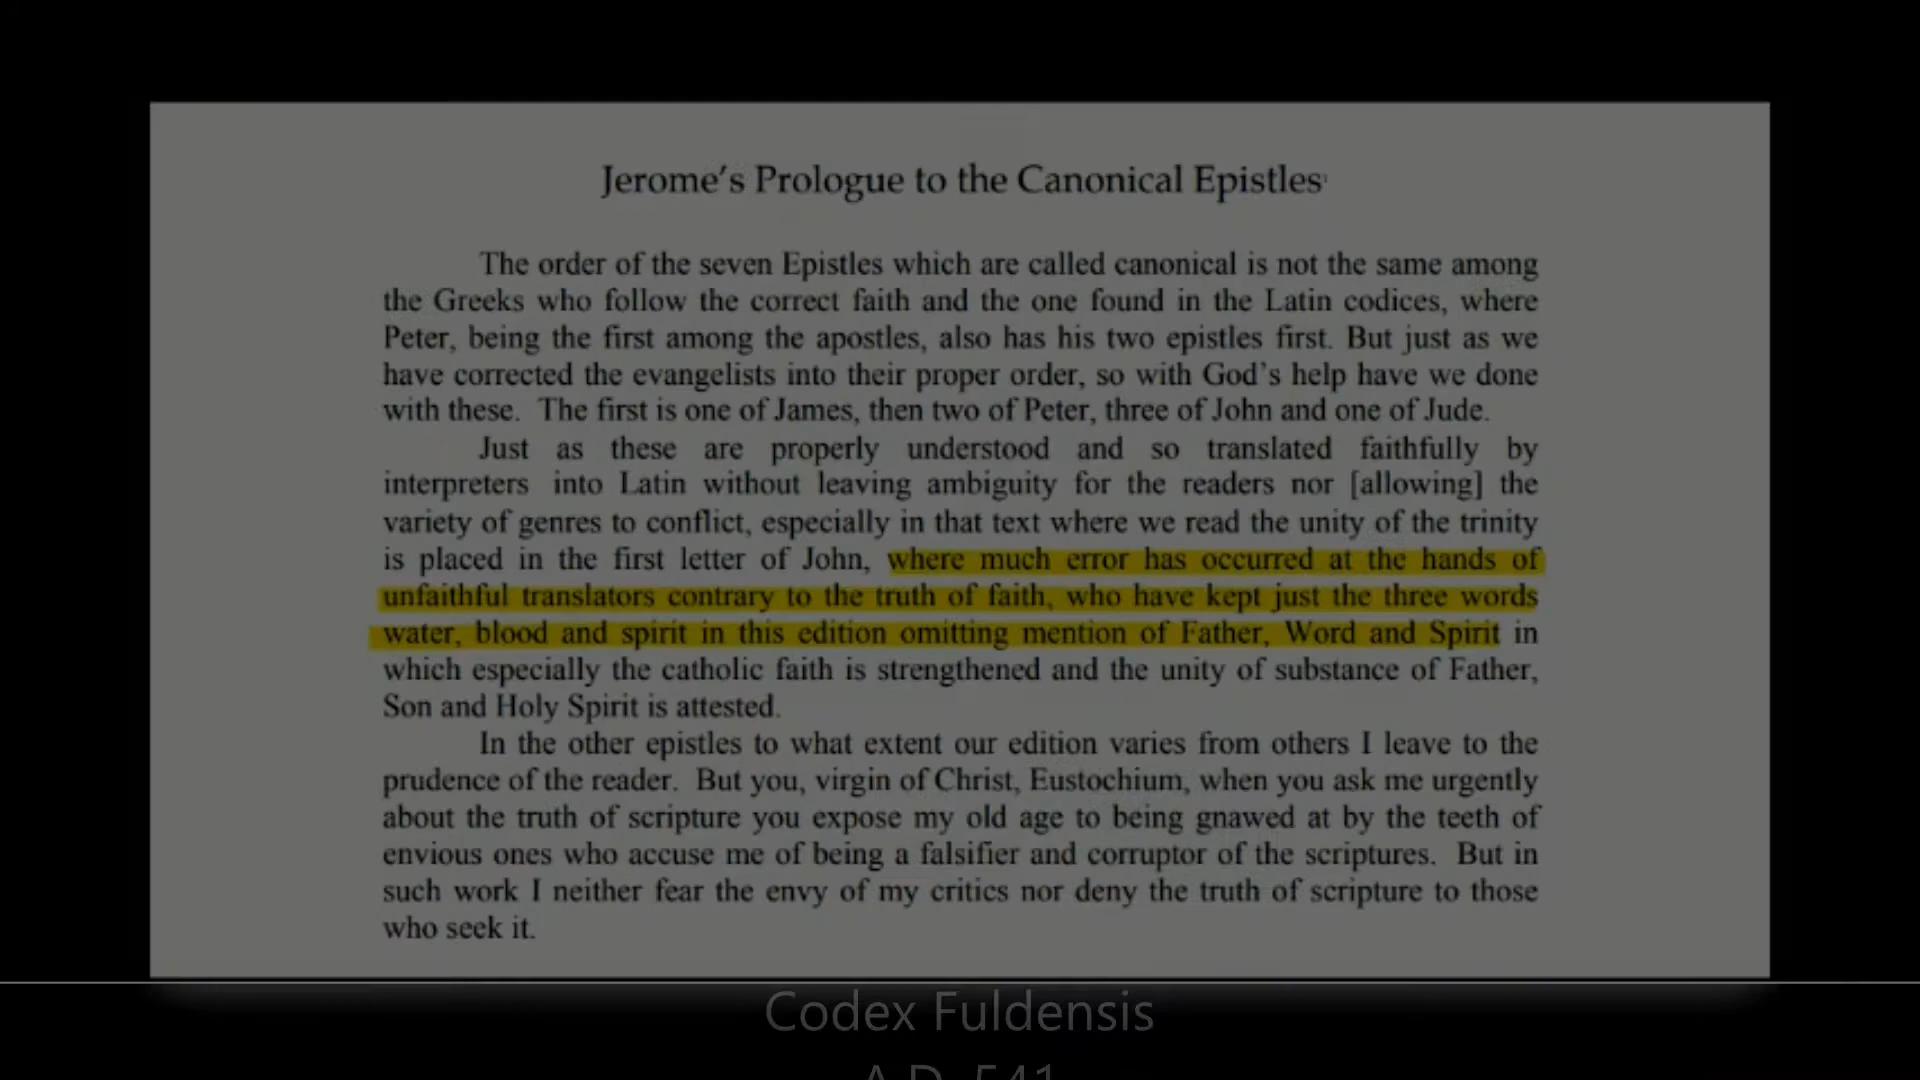 Jerome's Prologue to the Canonical Epistles
The order of the seven Epistles which are called canonical is not the same among
the Greeks who follow the correct faith and the one found in the Latin codices, where
Peter, being the first among the apostles, also has his two epistles first. But just as we
have corrected the evangelists into their proper order, so with God's help have we done
with these. The first is one of James, then two of Peter, three of John and one of Jude.
Just as these are properly understood and so translated faithfully by
interpreters into Latin without leaving ambiguity for the readers nor [allowing] the
variety of genres to conflict, especially in that text where we read the unity of the trinity
is placed in the first letter of John, where much error has occurred at the hands of
unfaithful translators contrary to the truth of faith, who have kept just the three words
water, blood and spirit in this edition omitting mention of Father, Word and Spirit in
which especially the catholic faith is strengthened and the unity of substance of Father,
Son and Holy Spirit is attested.
In the other epistles to what extent our edition varies from others I leave to the
prudence of the reader. But you, virgin of Christ, Eustochium, when you ask me urgently
about the truth of scripture you expose my old age to being gnawed at by the teeth of
envious ones who accuse me of being a falsifier and corruptor of the scriptures. But in
such work I neither fear the envy of my critics nor deny the truth of scripture to those
who seek it.
Codex Fuldensis
A.D. 541